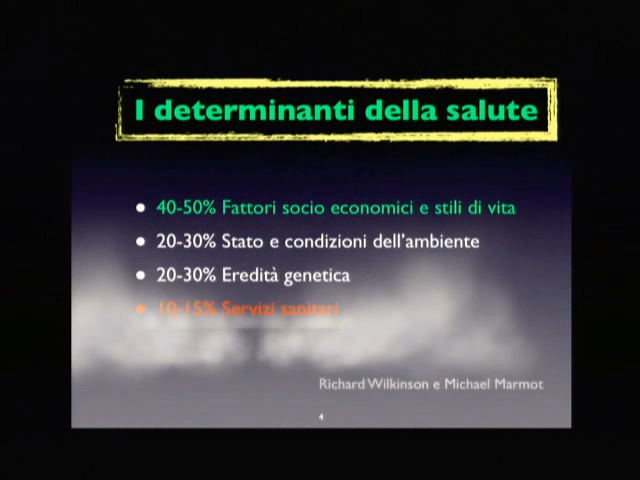 I determinanti della salute
• 40-50% Fattori socio economici e stili di vita
• 20-30% Stato e condizioni dell'ambiente
• 20-30% Eredità genetica
• 10-15% Servizi sanitari
Richard Wilkinson e Michael Marmot
4